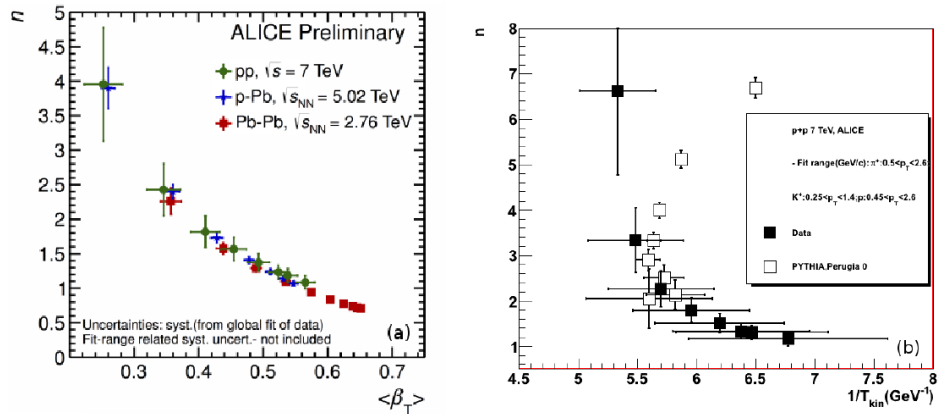 n
5
4.5
4
3.5
3
2.5
2
1.5
1
0.5
0
ALICE Preliminary
pp, √s = 7 TeV
p-Pb, √sNN = 5.02 TeV
Pb-Pb, √sNN = 2.76 TeV
Uncertainties: syst.(from global fit of data)
Fit-range related syst. uncert.- not included
(a)
0.2 0.3 0.4 0.5 0.6 0.7
<βT>
n
8
7
6
5
4
3
2
1
p+p 7 TeV, ALICE
- Fit range(GeV/c):π⁺:0.5<pT<2.6;
K⁺:0.25<pT<1.4;p:0.45<pT<2.6
Data
PYTHIA,Perugia 0
(b)
4.5 5 5.5 6 6.5 7 7.5 8
1/Tkin(GeV⁻¹)